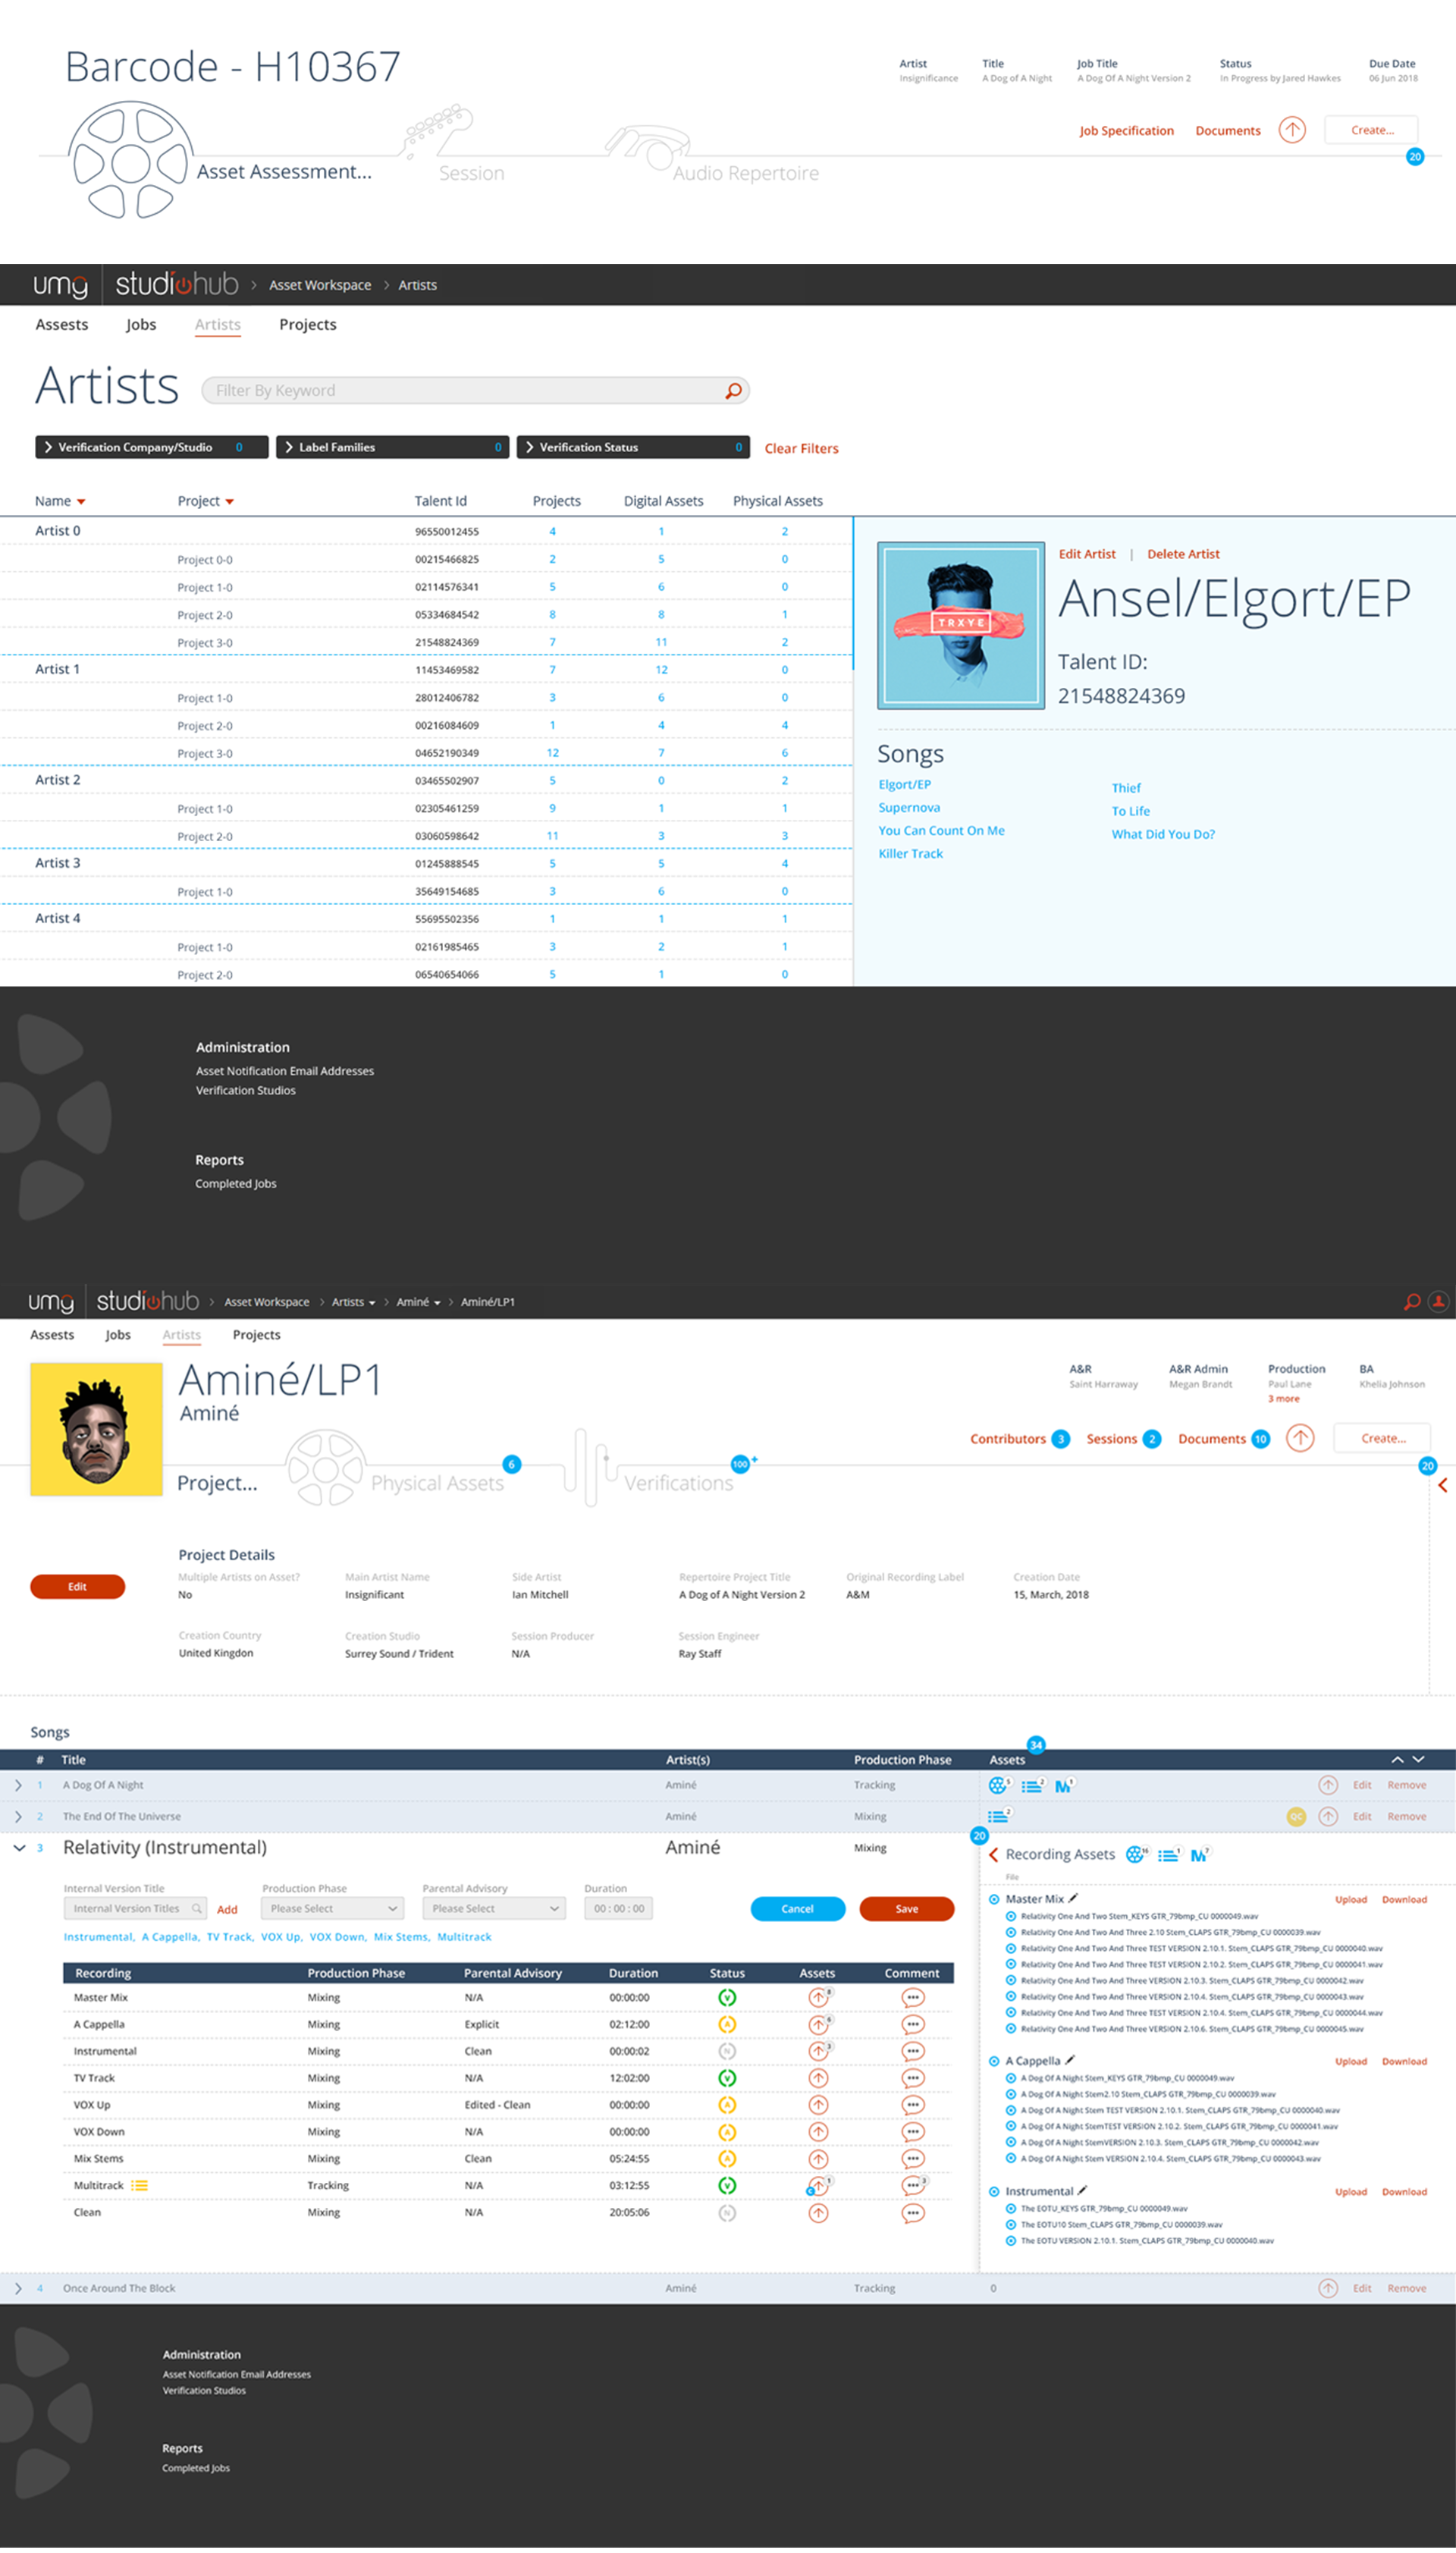 Barcode - H10367
Artist Title Job Title Status Due Date
Insignificance A Dog of A Night A Dog Of A Night Version 2 In Progress by Jared Hawkes 06 Jun 2018
Job Specification Documents Create...
20
Asset Assessment... Session Audio Repertoire
umg studiohub > Asset Workspace > Artists
Assests Jobs Artists Projects
Artists Filter By Keyword
Verification Company/Studio 0 Label Families 0 Verification Status 0 Clear Filters
Name Project Talent Id Projects Digital Assets Physical Assets
Artist 0 96550012455 4 1 2
Project 0-0 00215466825 2 5 0
Project 1-0 02114576341 5 6 0
Project 2-0 05334684542 8 8 1
Project 3-0 21548824369 7 11 2
Artist 1 11453469582 7 12 0
Project 1-0 28012406782 3 6 0
Project 2-0 00216084609 1 4 4
Project 3-0 04652190349 12 7 6
Artist 2 03465502907 5 0 2
Project 1-0 02305461259 9 1 1
Project 2-0 03060598642 11 3 3
Artist 3 01245888545 5 5 4
Project 1-0 35649154685 3 6 0
Artist 4 55695502356 1 1 1
Project 1-0 02161985465 3 2 1
Project 2-0 06540654066 5 1 0
TRXYE
Edit Artist | Delete Artist
Ansel/Elgort/EP
Talent ID:
21548824369
Songs
Elgort/EP
Supernova
You Can Count On Me
Killer Track
Thief
To Life
What Did You Do?
Administration
Asset Notification Email Addresses
Verification Studios
Reports
Completed Jobs
umg studiohub > Asset Workspace > Artists > Aminé > Aminé/LP1
Assests Jobs Artists Projects
Aminé/LP1
Aminé
A&R A&R Admin Production BA
Saint Harraway Megan Brandt Paul Lane Khelia Johnson
3 more
Contributors 3 Sessions 2 Documents 10 Create...
20
Project... Physical Assets 6 Verifications 100+
Project Details
Edit
Multiple Artists on Asset? Main Artist Name Side Artist Repertoire Project Title Original Recording Label Creation Date
No Insignificant Ian Mitchell A Dog of A Night Version 2 A&M 15, March, 2018
Creation Country Creation Studio Session Producer Session Engineer
United Kingdon Surrey Sound / Trident N/A Ray Staff
Songs
34
# Title Artist(s) Production Phase Assets
1 A Dog Of A Night Aminé Tracking 5 2 M 9 Edit Remove
2 The End Of The Universe Aminé Mixing 2 QC Edit Remove
3 Relativity (Instrumental) Aminé Mixing
Internal Version Title Production Phase Parental Advisory Duration
Internal Version Titles Add Please Select Please Select 00 : 00 : 00 Cancel Save
Instrumental, A Cappella, TV Track, VOX Up, VOX Down, Mix Stems, Multitrack
Recording Production Phase Parental Advisory Duration Status Assets Comment
Master Mix Mixing N/A 00:00:00 V 8
A Cappella Mixing Explicit 02:12:00 A 6
Instrumental Mixing Clean 00:00:02 N 3
TV Track Mixing N/A 12:02:00 V
VOX Up Mixing Edited - Clean 00:00:00 A
VOX Down Mixing N/A 00:00:00 A
Mix Stems Mixing Clean 05:24:55 A
Multitrack Tracking N/A 03:12:55 V C 1 3
Clean Mixing N/A 20:05:06 N
20
Recording Assets 16 1 M 7
File
Master Mix Upload Download
Relativity One And Two Stem_KEYS GTR_79bmp_CU 0000049.wav
Relativity One And Two And Three 2.10 Stem_CLAPS GTR_79bmp_CU 0000039.wav
Relativity One And Two And Three TEST VERSION 2.10.1. Stem_CLAPS GTR_79bmp_CU 0000040.wav
Relativity One And Two And Three TEST VERSION 2.10.2. Stem_CLAPS GTR_79bmp_CU 0000041.wav
Relativity One And Two And Three VERSION 2.10.3. Stem_CLAPS GTR_79bmp_CU 0000042.wav
Relativity One And Two And Three VERSION 2.10.4. Stem_CLAPS GTR_79bmp_CU 0000043.wav
Relativity One And Two And Three TEST VERSION 2.10.4. Stem_CLAPS GTR_79bmp_CU 0000044.wav
Relativity One And Two And Three VERSION 2.10.6. Stem_CLAPS GTR_79bmp_CU 0000045.wav
A Cappella Upload Download
A Dog Of A Night Stem_KEYS GTR_79bmp_CU 0000049.wav
A Dog Of A Night Stem2.10 Stem_CLAPS GTR_79bmp_CU 0000039.wav
A Dog Of A Night Stem TEST VERSION 2.10.1. Stem_CLAPS GTR_79bmp_CU 0000040.wav
A Dog Of A Night StemTEST VERSION 2.10.2. Stem_CLAPS GTR_79bmp_CU 0000041.wav
A Dog Of A Night StemVERSION 2.10.3. Stem_CLAPS GTR_79bmp_CU 0000042.wav
A Dog Of A Night Stem VERSION 2.10.4. Stem_CLAPS GTR_79bmp_CU 0000043.wav
Instrumental Upload Download
The EOTU_KEYS GTR_79bmp_CU 0000049.wav
The EOTU10 Stem_CLAPS GTR_79bmp_CU 0000039.wav
The EOTU VERSION 2.10.1. Stem_CLAPS GTR_79bmp_CU 0000040.wav
4 Once Around The Block Aminé Tracking 0 Edit Remove
Administration
Asset Notification Email Addresses
Verification Studios
Reports
Completed Jobs